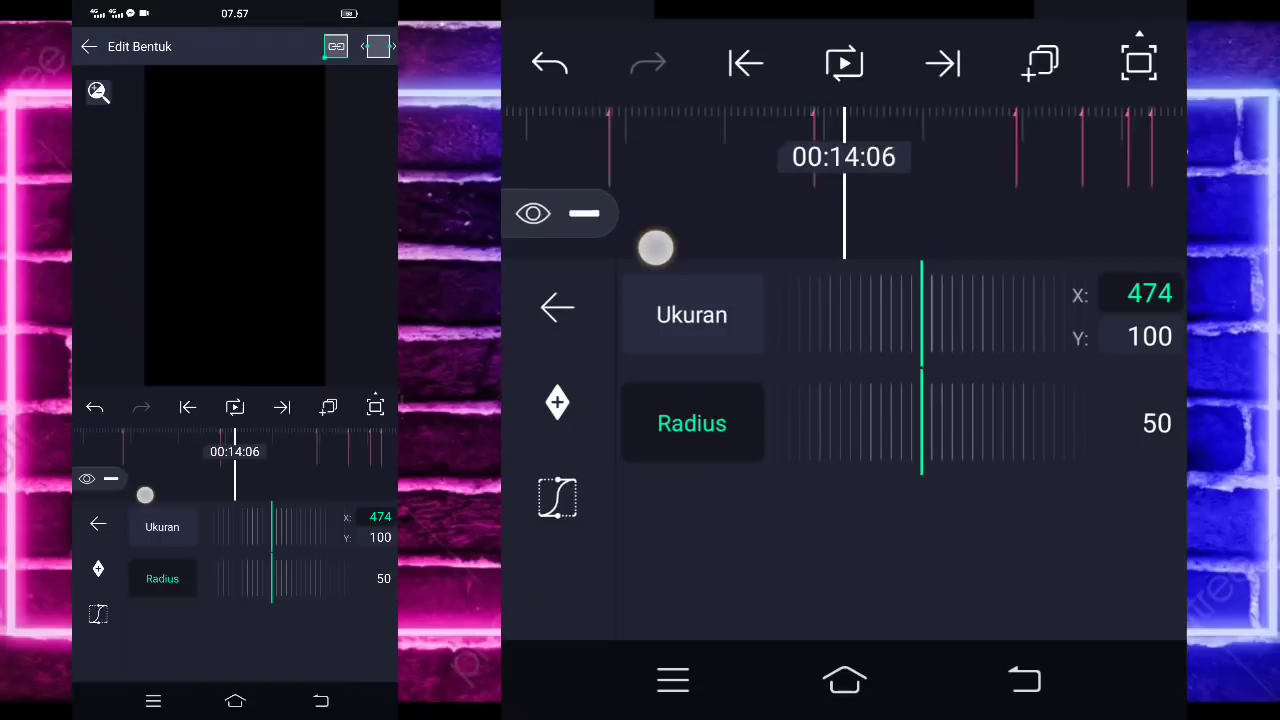 07.57
Edit Bentuk
00:14:06
Ukuran
X: 474
Y: 100
Radius
50
00:14:06
Ukuran
X: 474
Y: 100
Radius
50